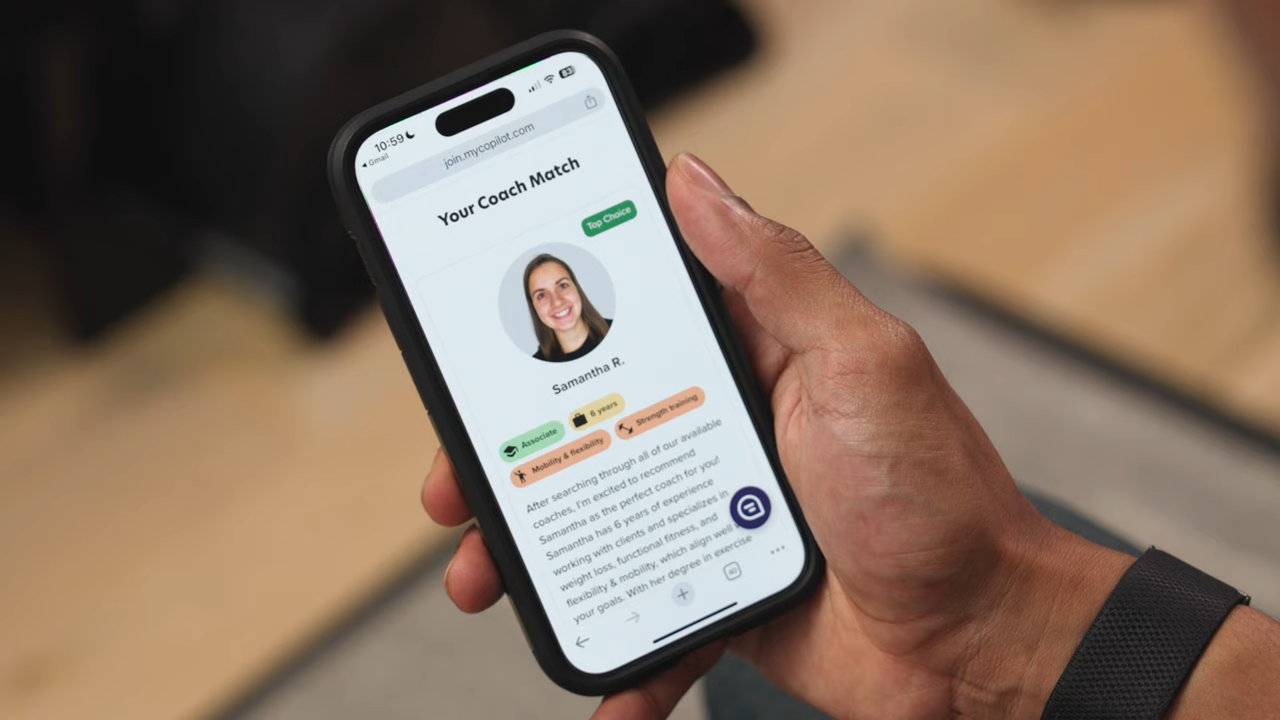 10:59
83
Gmail
join.mycopilot.com
Your Coach Match
Top Choice
Samantha R.
Associate
6 years
Mobility & flexibility
Strength training
After searching through all of our available
coaches, I'm excited to recommend
Samantha as the perfect coach for you!
Samantha has 6 years of experience
working with clients and specializes in
weight loss, functional fitness, and
flexibility & mobility, which align well
your goals. With her degree in exercise